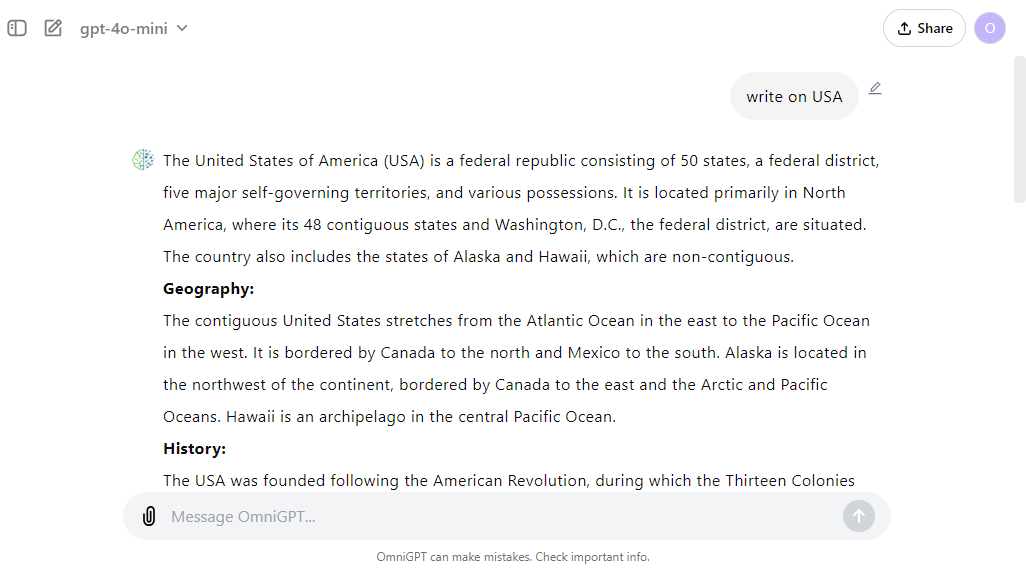 gpt-4o-mini
Share
O
write on USA
The United States of America (USA) is a federal republic consisting of 50 states, a federal district,
five major self-governing territories, and various possessions. It is located primarily in North
America, where its 48 contiguous states and Washington, D.C., the federal district, are situated.
The country also includes the states of Alaska and Hawaii, which are non-contiguous.
Geography:
The contiguous United States stretches from the Atlantic Ocean in the east to the Pacific Ocean
in the west. It is bordered by Canada to the north and Mexico to the south. Alaska is located in
the northwest of the continent, bordered by Canada to the east and the Arctic and Pacific
Oceans. Hawaii is an archipelago in the central Pacific Ocean.
History:
The USA was founded following the American Revolution, during which the Thirteen Colonies
Message OmniGPT...
OmniGPT can make mistakes. Check important info.